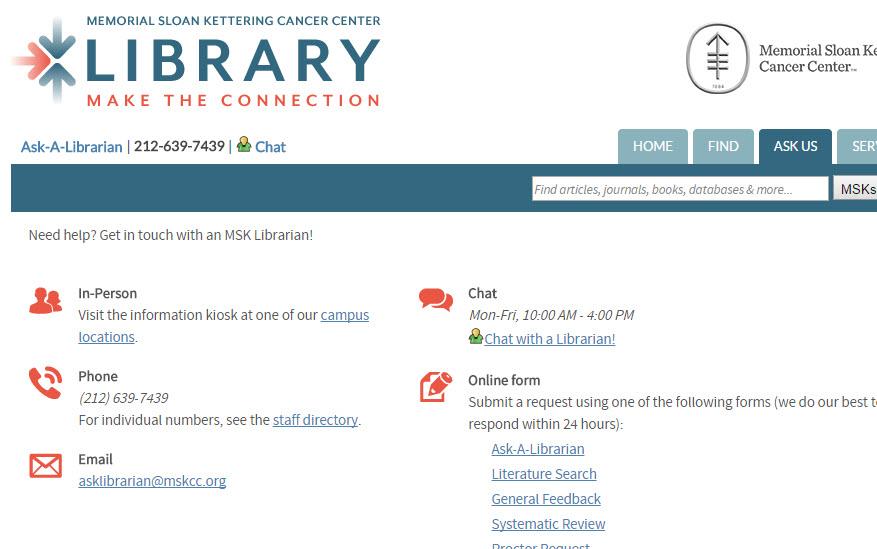 MEMORIAL SLOAN KETTERING CANCER CENTER
LIBRARY
MAKE THE CONNECTION
Memorial Sloan Ke
Cancer Center
Ask-A-Librarian | 212-639-7439 | Chat
HOME FIND ASK US SER
Find articles, journals, books, databases & more... MSKs
Need help? Get in touch with an MSK Librarian!
In-Person
Visit the information kiosk at one of our campus
locations.
Phone
(212) 639-7439
For individual numbers, see the staff directory.
Email
asklibrarian@mskcc.org
Chat
Mon-Fri, 10:00 AM - 4:00 PM
Chat with a Librarian!
Online form
Submit a request using one of the following forms (we do our best t
respond within 24 hours):
Ask-A-Librarian
Literature Search
General Feedback
Systematic Review
Proctor Request